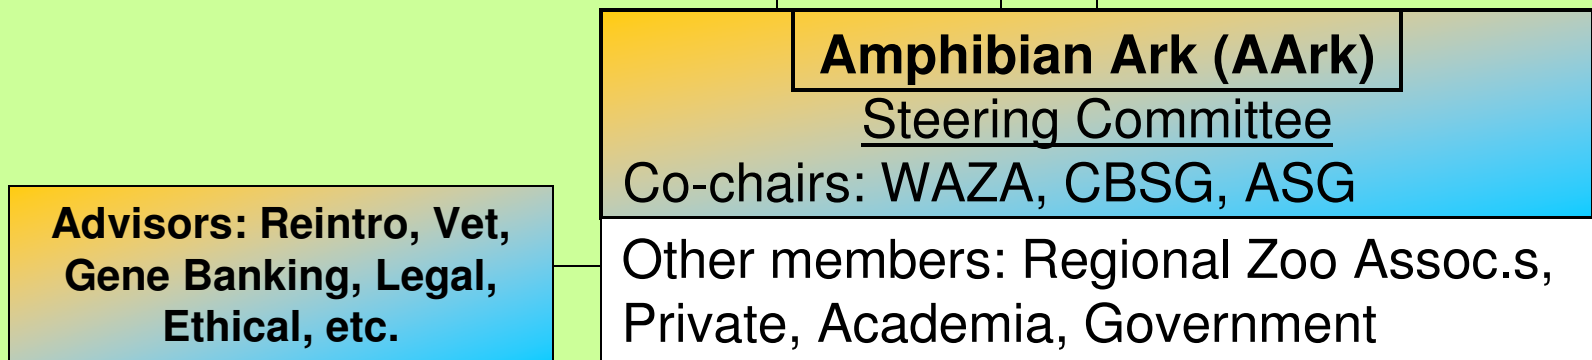 Amphibian Ark (AArk)
Steering Committee
Co-chairs: WAZA, CBSG, ASG
Other members: Regional Zoo Assoc.s,
Private, Academia, Government
Advisors: Reintro, Vet,
Gene Banking, Legal,
Ethical, etc.